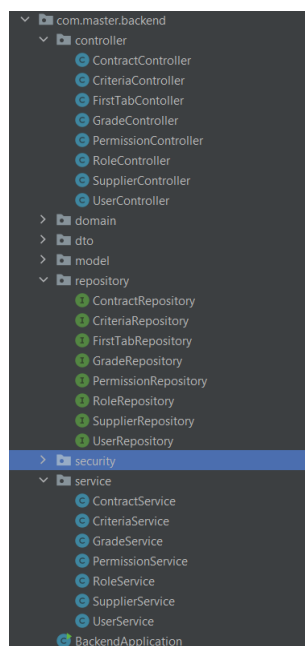 com.master.backend
controller
ContractController
CriteriaController
FirstTabContoller
GradeController
PermissionController
RoleController
SupplierController
UserController
domain
dto
model
repository
ContractRepository
CriteriaRepository
FirstTabRepository
GradeRepository
PermissionRepository
RoleRepository
SupplierRepository
UserRepository
security
service
ContractService
CriteriaService
GradeService
PermissionService
RoleService
SupplierService
UserService
BackendApplication